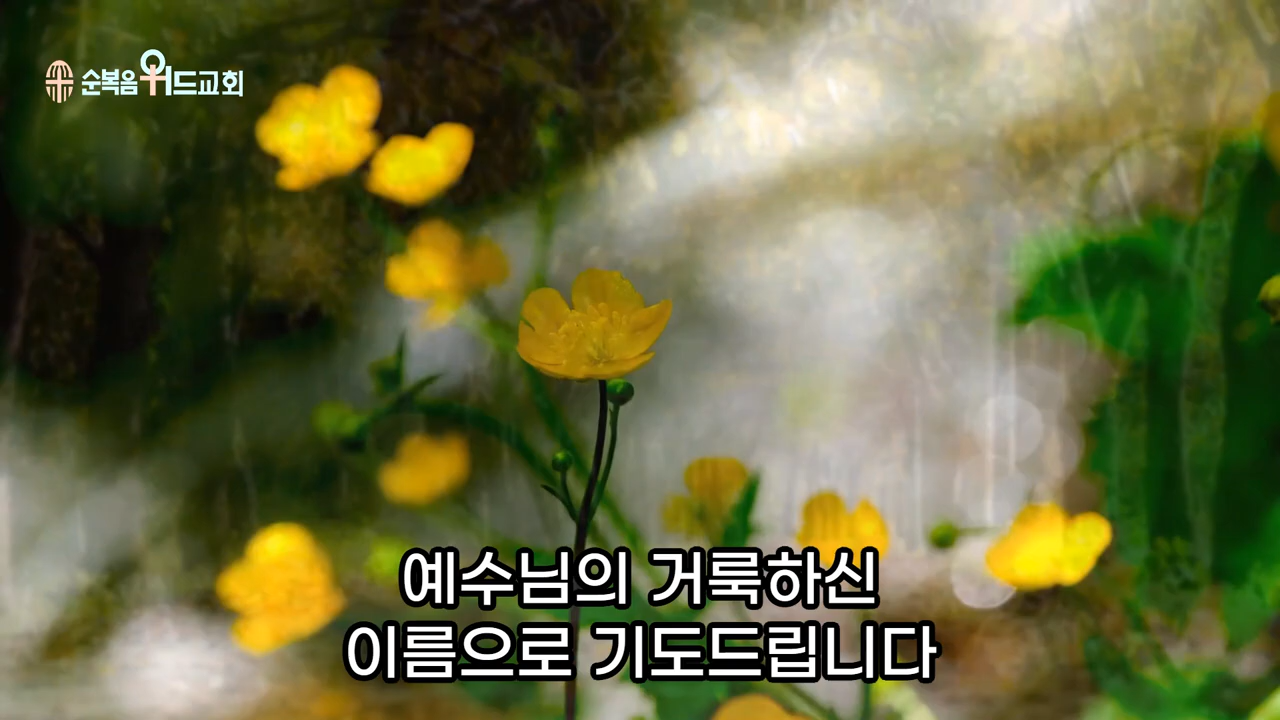 순복음워드교회
예수님의 거룩하신
이름으로 기도드립니다